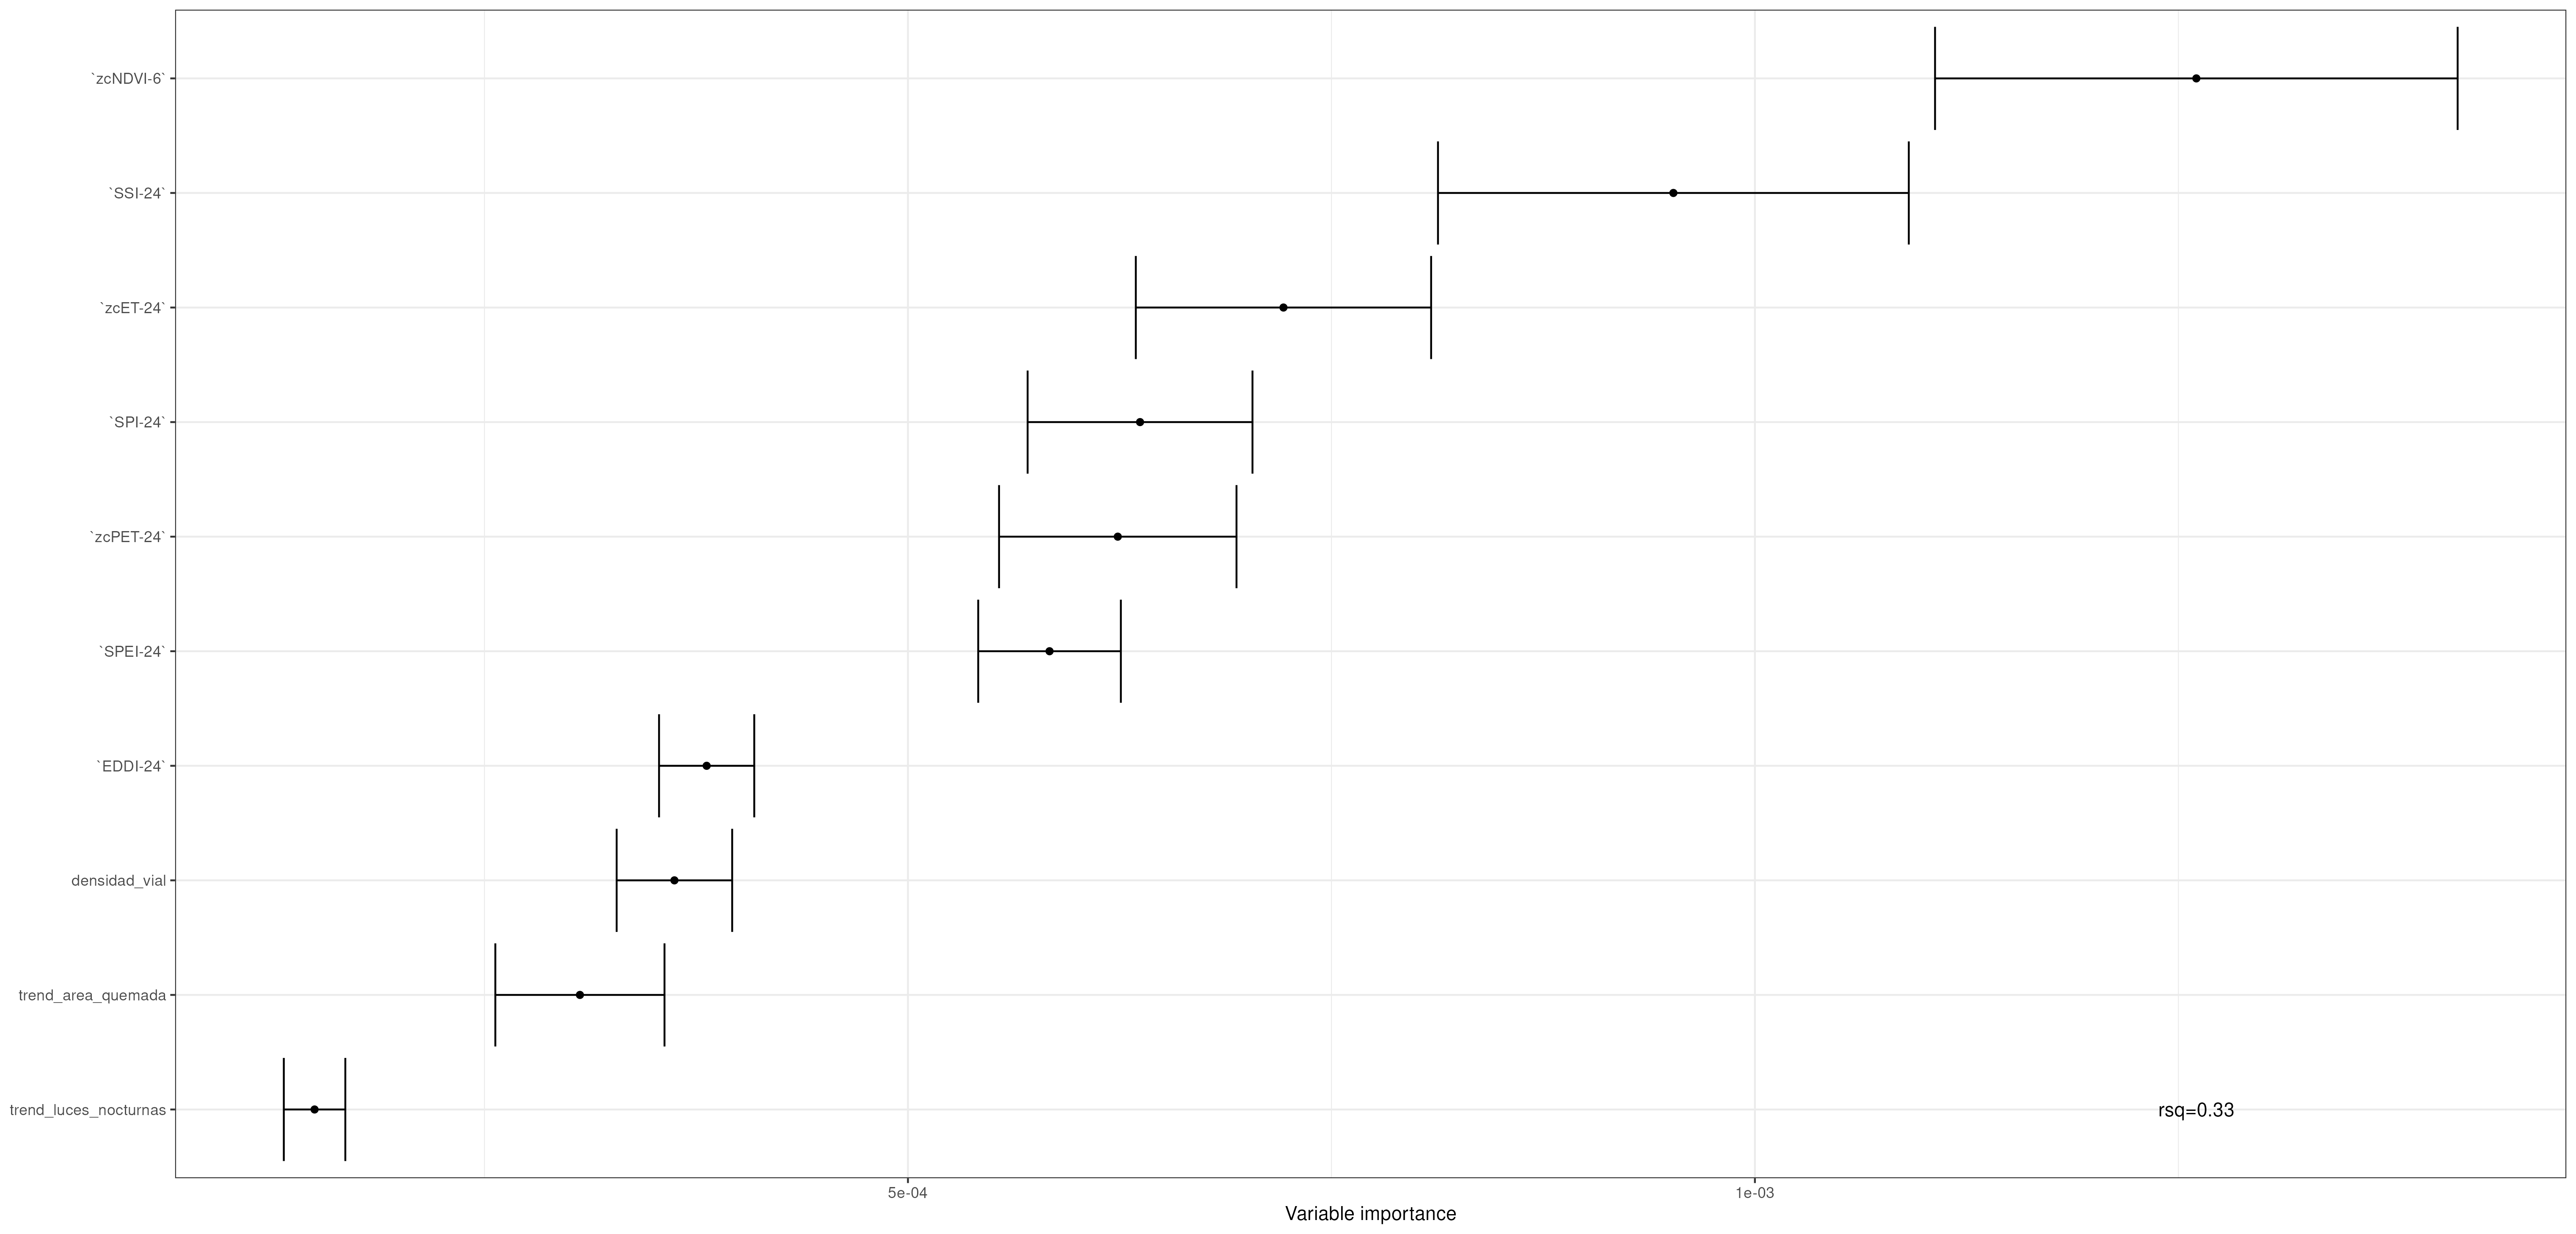 `zcNDVI-6`
`SSI-24`
`zcET-24`
`SPI-24`
`zcPET-24`
`SPEI-24`
`EDDI-24`
densidad_vial
trend_area_quemada
trend_luces_nocturnas
rsq=0.33
5e-04
1e-03
Variable importance